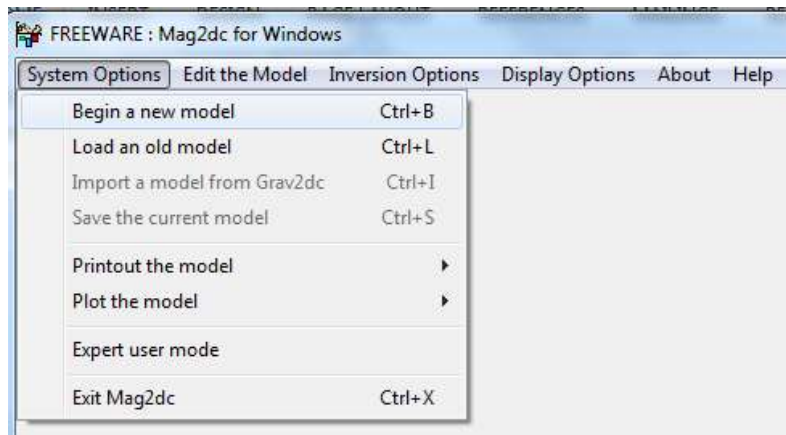 FREEWARE : Mag2dc for Windows
System Options Edit the Model Inversion Options Display Options About Help
Begin a new model Ctrl+B
Load an old model Ctrl+L
Import a model from Grav2dc Ctrl+I
Save the current model Ctrl+S
Printout the model
Plot the model
Expert user mode
Exit Mag2dc Ctrl+X